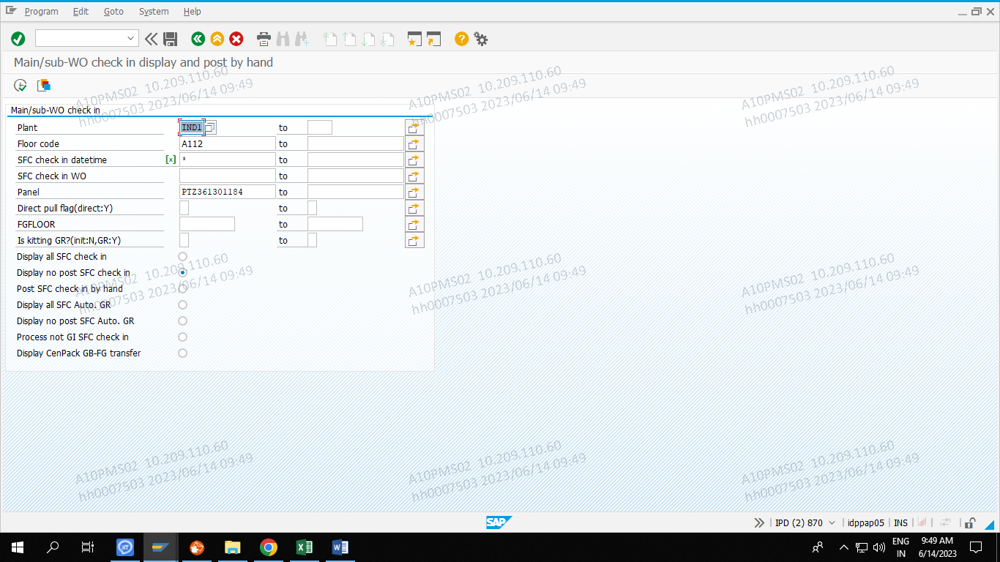 Program Edit Goto System Help
Main/sub-WO check in display and post by hand
Main/sub-WO check in
Plant IND1 to
Floor code A112 to
SFC check in datetime [x] * to
SFC check in WO to
Panel PTZ361301184 to
Direct pull flag(direct:Y) to
FGFLOOR to
Is kitting GR?(init:N,GR:Y) to
Display all SFC check in
Display no post SFC check in
Post SFC check in by hand
Display all SFC Auto. GR
Display no post SFC Auto. GR
Process not GI SFC check in
Display CenPack GB-FG transfer
A10PMS02 10.209.110.60
hh0007503 2023/06/14 09:49
A10PMS02 10.209.110.60
hh0007503 2023/06/14 09:49
A10PMS02 10.209.110.60
hh0007503 2023/06/14 09:49
A10PMS02 10.209.110.60
hh0007503 2023/06/14 09:49
A10PMS02 10.209.110.60
hh0007503 2023/06/14 09:49
A10PMS02 10.209.110.60
hh0007503 2023/06/14 09:49
A10PMS02 10.209.110.60
hh0007503 2023/06/14 09:49
A10PMS02 10.209.110.60
hh0007503 2023/06/14 09:49
A10PMS02 10.209.110.60
hh0007503 2023/06/14 09:49
SAP IPD (2) 870 idppap05 INS
ENG 9:49 AM
IN 6/14/2023